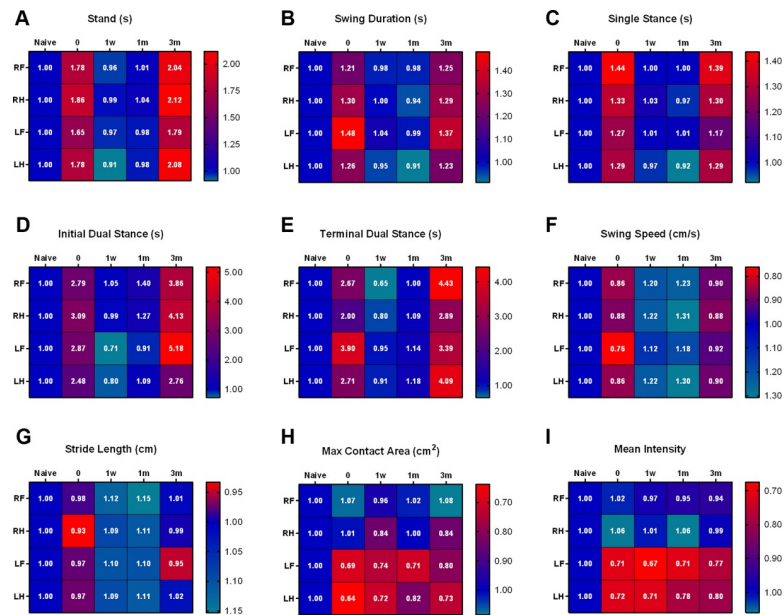 A
Stand (s)
Naive 0 1w 1m 3m
RF 1.00 1.78 0.96 1.01 2.04
RH 1.00 1.86 0.99 1.04 2.12
LF 1.00 1.65 0.97 0.98 1.79
LH 1.00 1.78 0.91 0.98 2.08
2.00
1.75
1.50
1.25
1.00
B
Swing Duration (s)
Naive 0 1w 1m 3m
RF 1.00 1.21 0.98 0.98 1.25
RH 1.00 1.30 1.00 0.94 1.29
LF 1.00 1.48 1.04 0.99 1.37
LH 1.00 1.26 0.95 0.91 1.23
1.40
1.30
1.20
1.10
1.00
C
Single Stance (s)
Naive 0 1w 1m 3m
RF 1.00 1.44 1.00 1.00 1.39
RH 1.00 1.33 1.03 0.97 1.30
LF 1.00 1.27 1.01 1.01 1.17
LH 1.00 1.29 0.97 0.92 1.29
1.40
1.30
1.20
1.10
1.00
D
Initial Dual Stance (s)
Naive 0 1w 1m 3m
RF 1.00 2.79 1.05 1.40 3.86
RH 1.00 3.09 0.99 1.27 4.13
LF 1.00 2.87 0.71 0.91 5.18
LH 1.00 2.48 0.80 1.09 2.76
5.00
4.00
3.00
2.00
1.00
E
Terminal Dual Stance (s)
Naive 0 1w 1m 3m
RF 1.00 2.67 0.65 1.00 4.43
RH 1.00 2.00 0.80 1.09 2.89
LF 1.00 3.90 0.95 1.14 3.39
LH 1.00 2.71 0.91 1.18 4.09
4.00
3.00
2.00
1.00
F
Swing Speed (cm/s)
Naive 0 1w 1m 3m
RF 1.00 0.86 1.20 1.23 0.90
RH 1.00 0.88 1.22 1.31 0.88
LF 1.00 0.76 1.12 1.18 0.92
LH 1.00 0.86 1.22 1.30 0.90
0.80
0.90
1.00
1.10
1.20
1.30
G
Stride Length (cm)
Naive 0 1w 1m 3m
RF 1.00 0.98 1.12 1.15 1.01
RH 1.00 0.93 1.09 1.11 0.99
LF 1.00 0.97 1.10 1.10 0.95
LH 1.00 0.97 1.09 1.11 1.02
0.95
1.00
1.05
1.10
1.15
H
Max Contact Area (cm²)
Naive 0 1w 1m 3m
RF 1.00 1.07 0.96 1.02 1.08
RH 1.00 1.01 0.84 1.00 0.84
LF 1.00 0.69 0.74 0.71 0.80
LH 1.00 0.64 0.72 0.82 0.73
0.70
0.80
0.90
1.00
I
Mean Intensity
Naive 0 1w 1m 3m
RF 1.00 1.02 0.97 0.95 0.94
RH 1.00 1.06 1.01 1.06 0.99
LF 1.00 0.71 0.67 0.71 0.77
LH 1.00 0.72 0.71 0.78 0.80
0.70
0.80
0.90
1.00